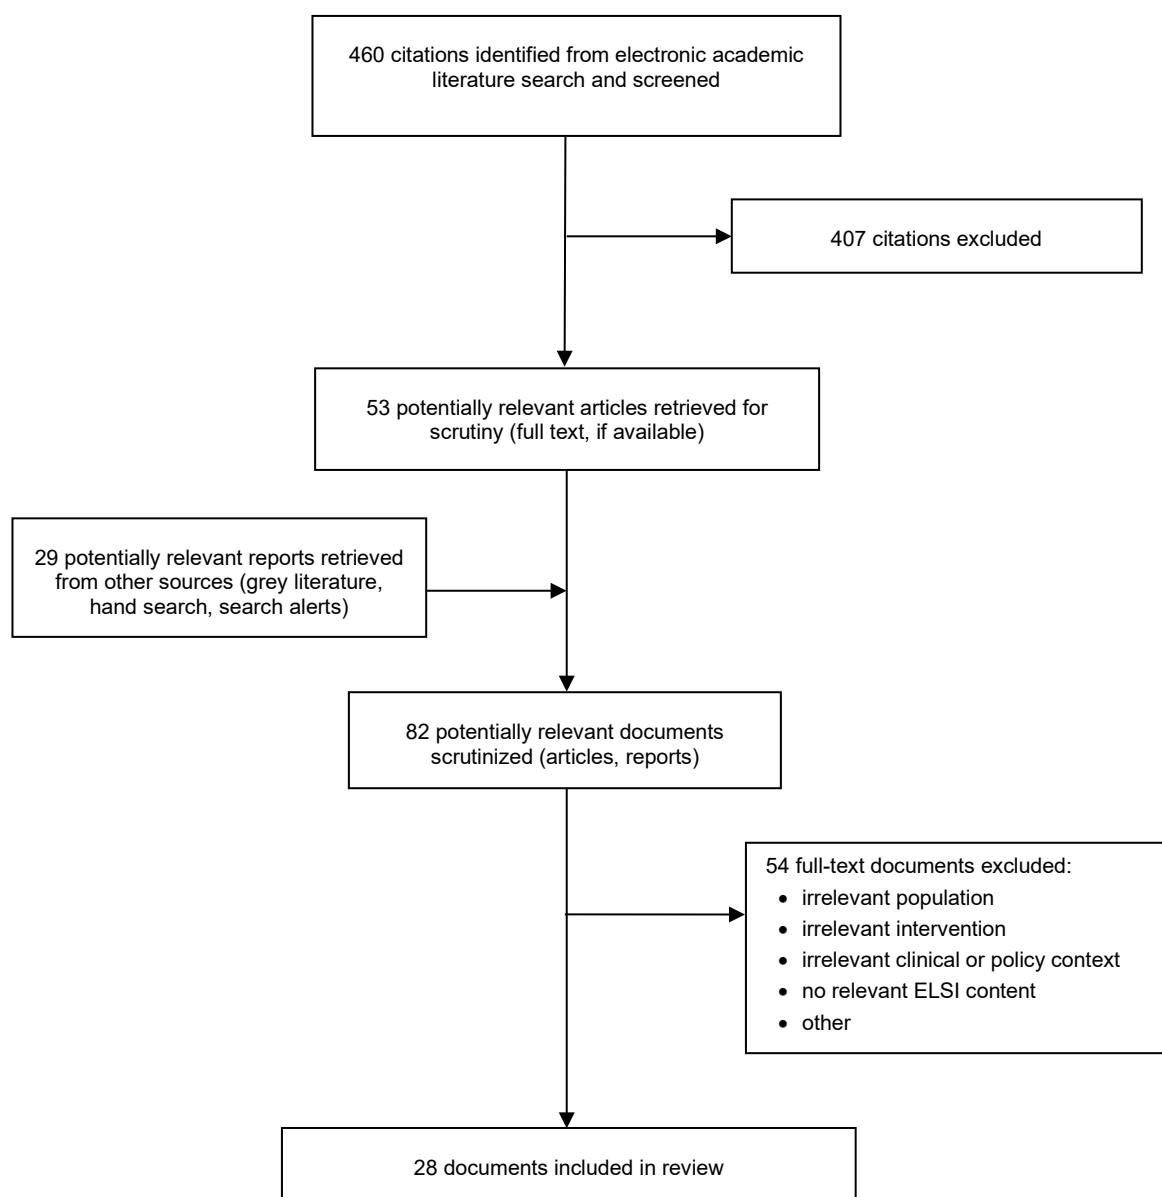 460 citations identified from electronic academic
literature search and screened
407 citations excluded
53 potentially relevant articles retrieved for
scrutiny (full text, if available)
29 potentially relevant reports retrieved
from other sources (grey literature,
hand search, search alerts)
82 potentially relevant documents
scrutinized (articles, reports)
54 full-text documents excluded:
• irrelevant population
• irrelevant intervention
• irrelevant clinical or policy context
• no relevant ELSI content
• other
28 documents included in review